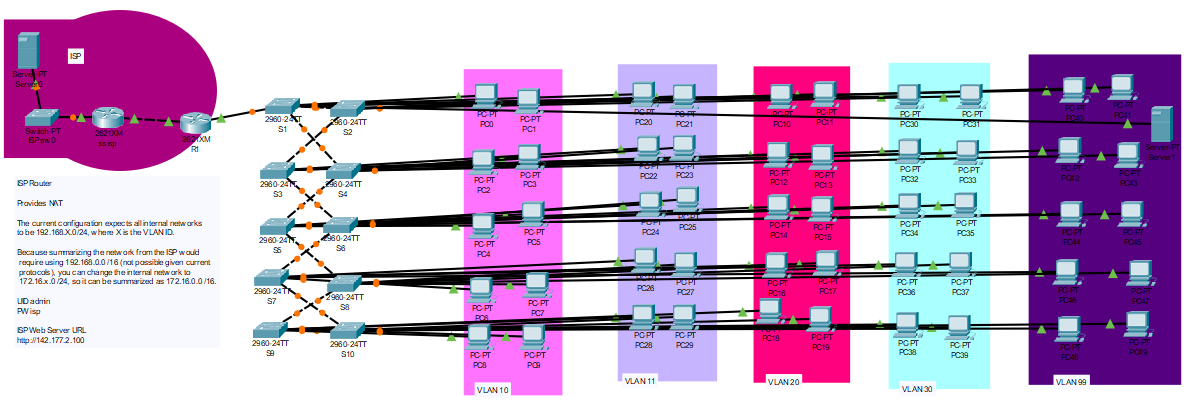 ISP
Server-PT
Switch-PT
2621XM
2621XM
R1
ISP Router
Provides NAT
The current configuration expects all internal networks
to be 192.168.X.0/24, where X is the VLAN ID.
Because summarizing the network from the ISP would
require using 192.168.0.0/16 (not possible given current
protocols), you can change the internal network to
172.16.x.0/24, so it can be summarized as 172.16.0.0/16.
UID admin
PW isp
ISP Web Server URL
http://142.177.2.100
2960-24TT
S1
2960-24TT
S2
2960-24TT
S3
2960-24TT
S4
2960-24TT
S5
2960-24TT
S6
2960-24TT
S7
2960-24TT
S8
2960-24TT
S9
2960-24TT
S10
PC-PT
PC0
PC-PT
PC1
PC-PT
PC2
PC-PT
PC3
PC-PT
PC4
PC-PT
PC5
PC-PT
PC6
PC-PT
PC7
PC-PT
PC8
PC-PT
PC9
VLAN 10
PC-PT
PC20
PC-PT
PC21
PC-PT
PC22
PC-PT
PC23
PC-PT
PC24
PC-PT
PC25
PC-PT
PC26
PC-PT
PC27
PC-PT
PC28
PC-PT
PC29
VLAN 11
PC-PT
PC10
PC-PT
PC11
PC-PT
PC12
PC-PT
PC13
PC-PT
PC14
PC-PT
PC15
PC-PT
PC16
PC-PT
PC17
PC18
PC-PT
PC19
VLAN 20
PC-PT
PC30
PC-PT
PC31
PC-PT
PC32
PC-PT
PC33
PC-PT
PC34
PC-PT
PC35
PC-PT
PC36
PC-PT
PC37
PC-PT
PC38
PC-PT
PC39
VLAN 30
PC-PT
PC40
PC-PT
PC41
Server-PT
Server1
PC-PT
PC42
PC-PT
PC43
PC-PT
PC44
PC-PT
PC45
PC-PT
PC46
PC-PT
PC47
PC-PT
PC48
PC-PT
PC49
VLAN 99